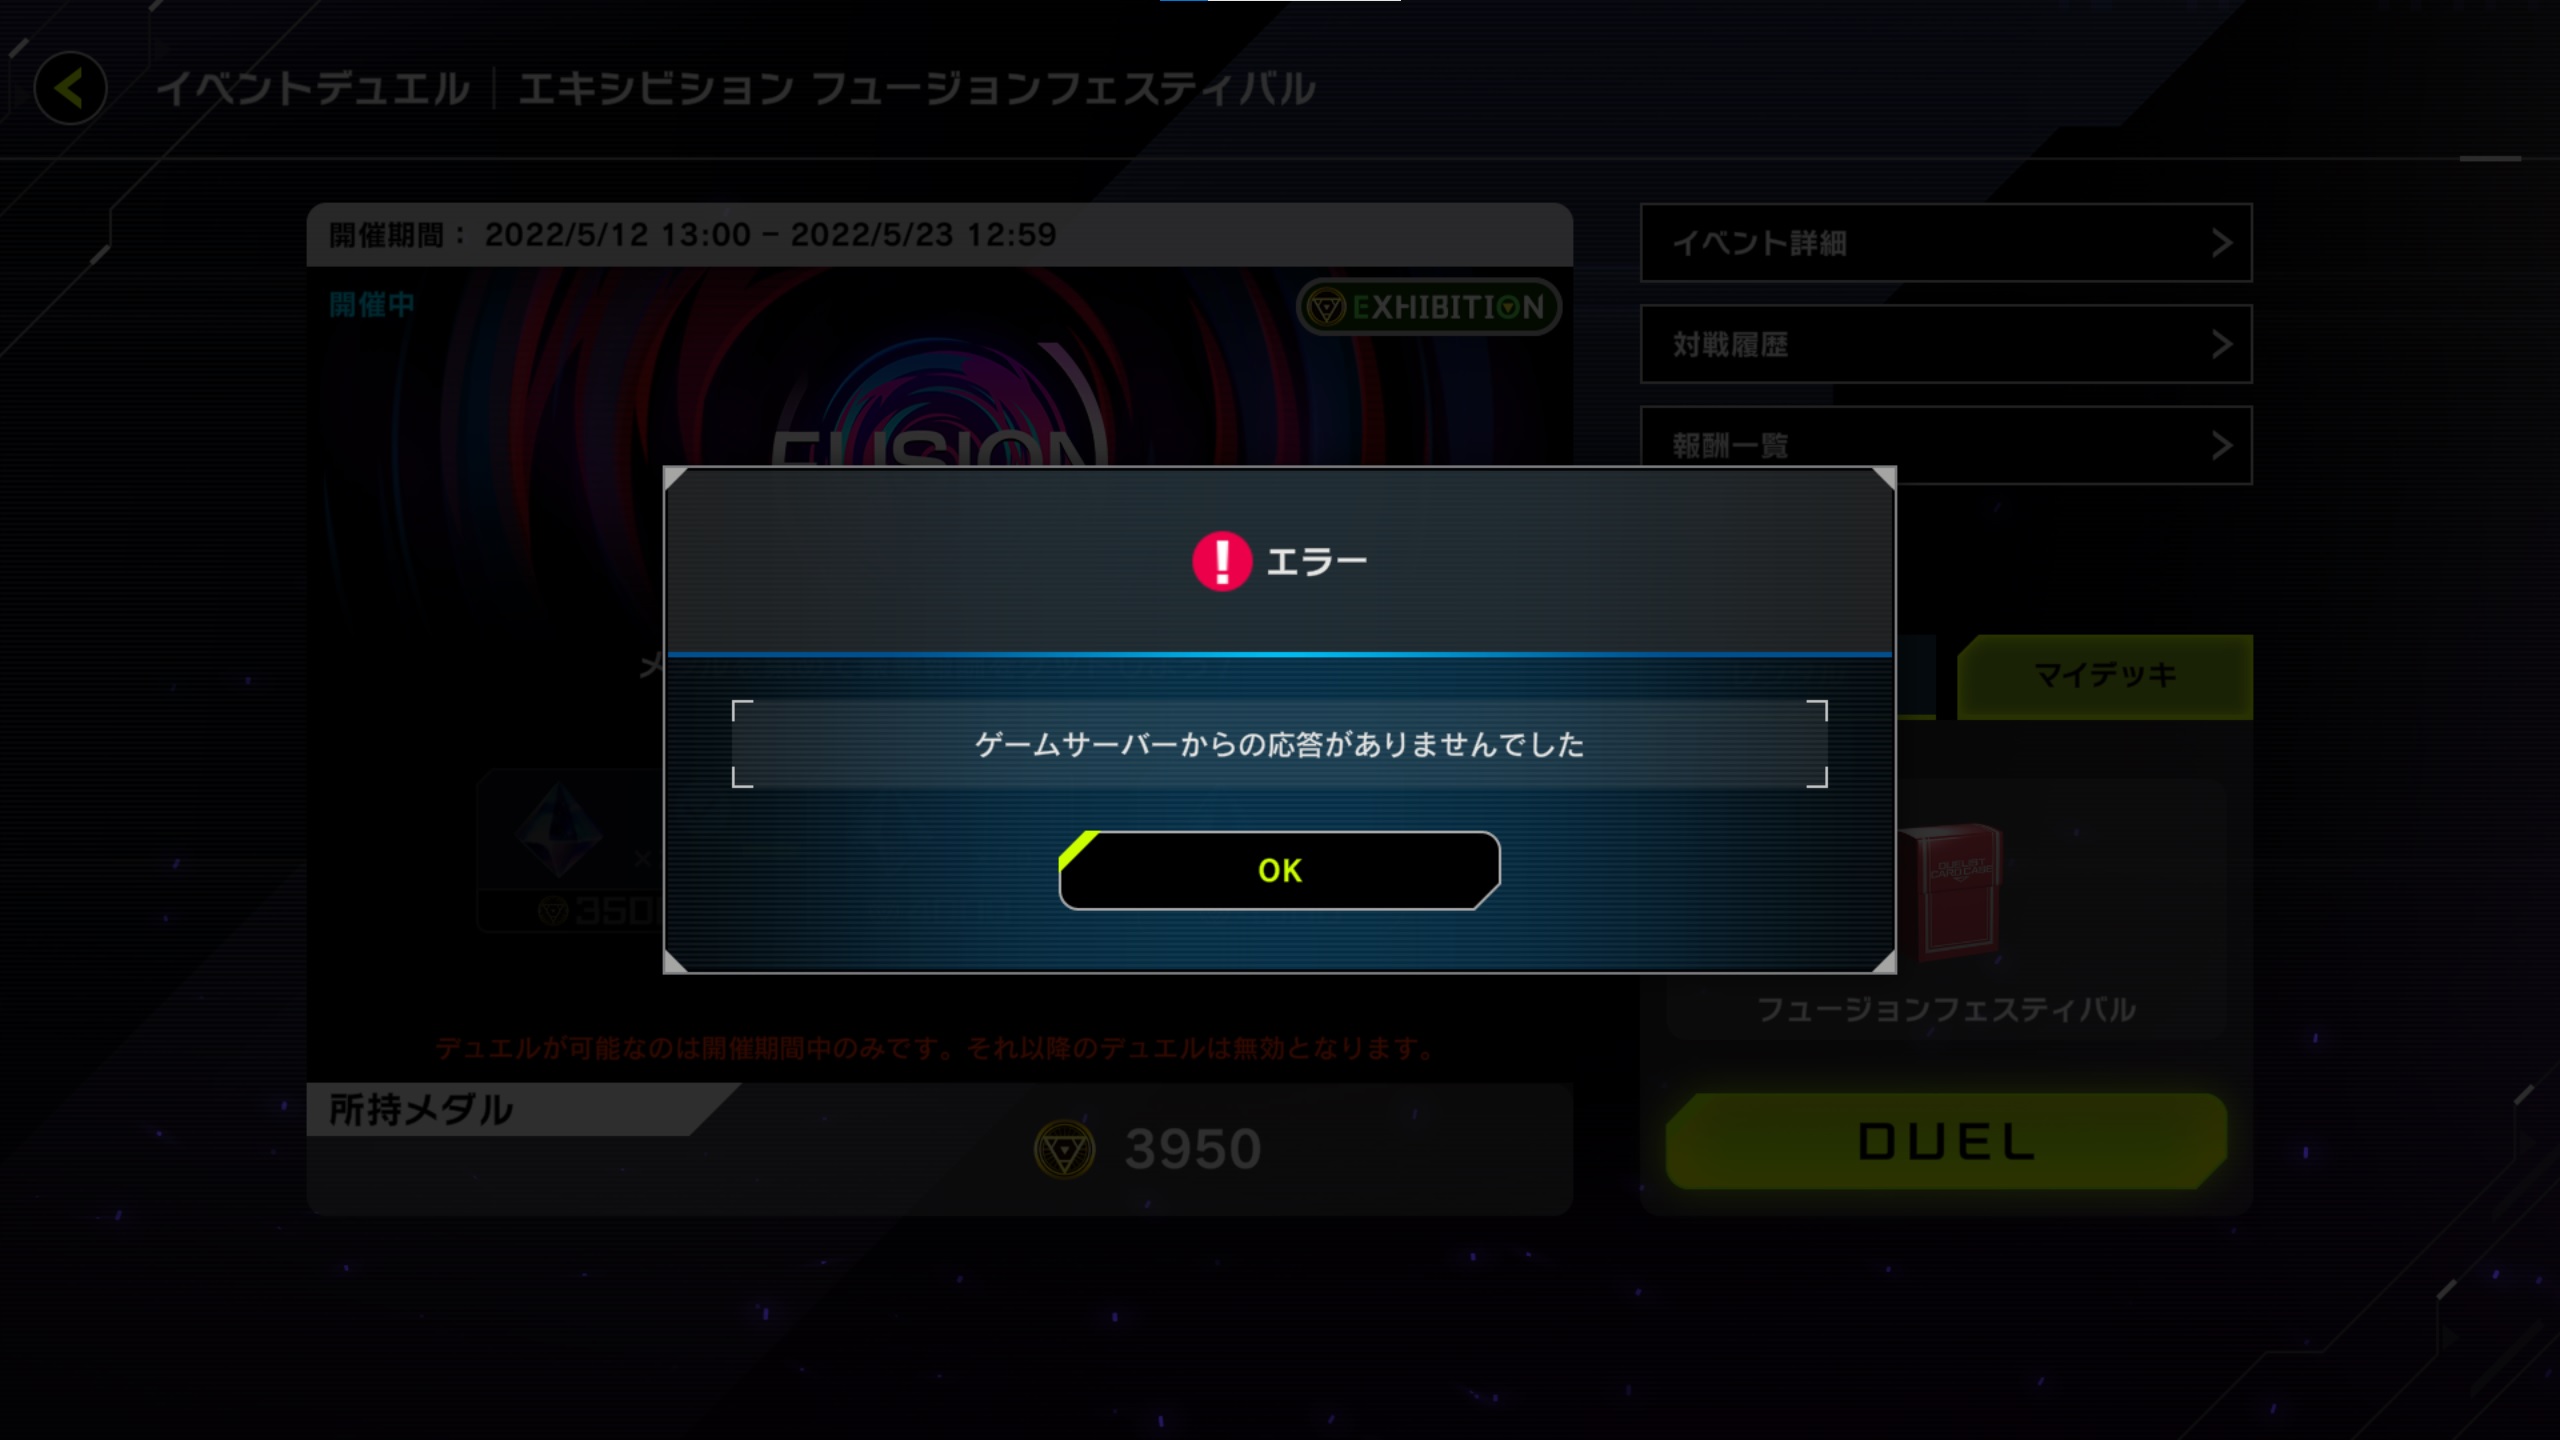 イベントデュエル｜エキシビション フュージョンフェスティバル
開催期間： 2022/5/12 13:00 − 2022/5/23 12:59
開催中
EXHIBITION
FUSION
イベント詳細
対戦履歴
報酬一覧
エラー
ゲームサーバーからの応答がありませんでした
OK
マイデッキ
×
350
DUELIST
CARD CASE
フュージョンフェスティバル
デュエルが可能なのは開催期間中のみです。それ以降のデュエルは無効となります。
所持メダル
3950
DUEL